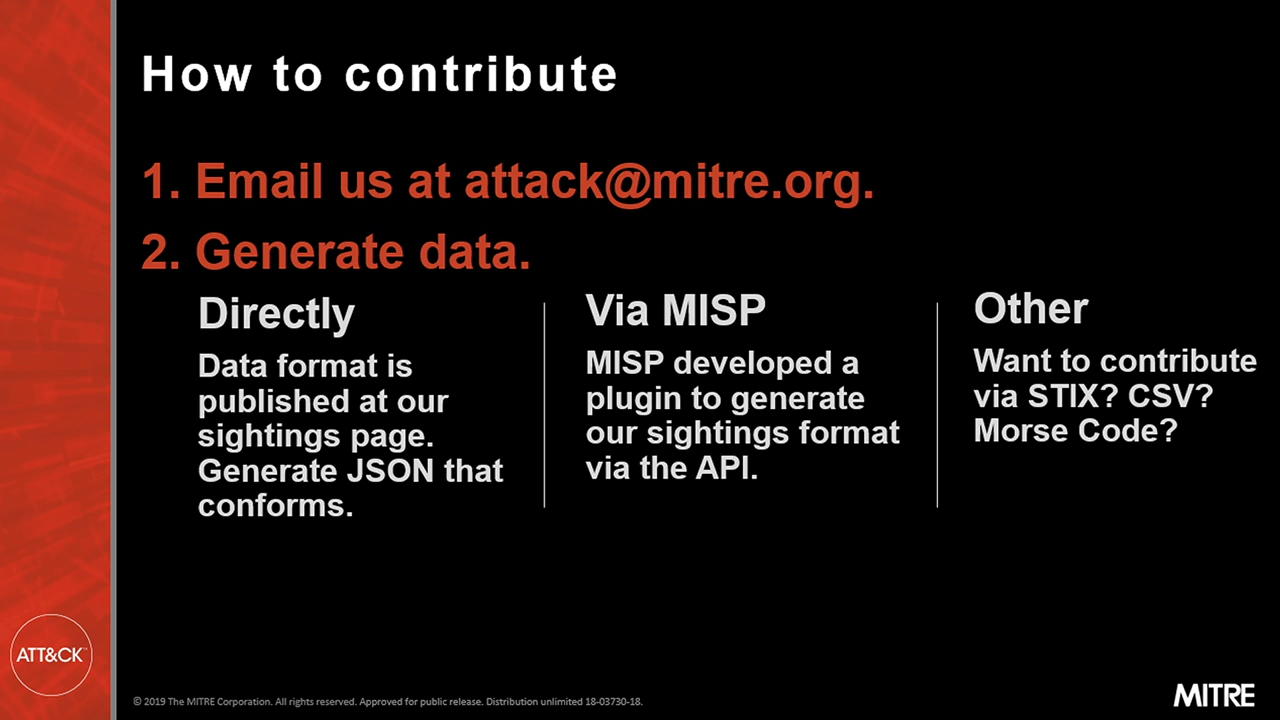 How to contribute
1. Email us at attack@mitre.org.
2. Generate data.
Directly
Data format is
published at our
sightings page.
Generate JSON that
conforms.
Via MISP
MISP developed a
plugin to generate
our sightings format
via the API.
Other
Want to contribute
via STIX? CSV?
Morse Code?
ATT&CK™
© 2019 The MITRE Corporation. All rights reserved. Approved for public release. Distribution unlimited 18-03730-18.
MITRE